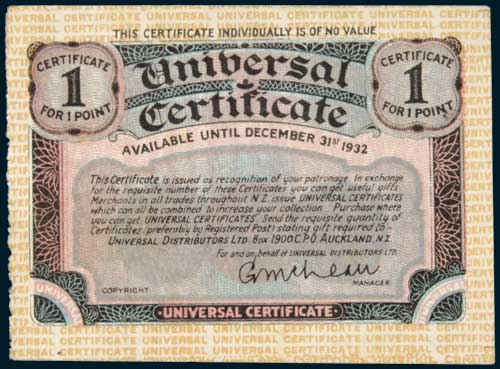 THIS CERTIFICATE INDIVIDUALLY IS OF NO VALUE
CERTIFICATE
1
FOR 1 POINT
Universal
Certificate
CERTIFICATE
1
FOR 1 POINT
AVAILABLE UNTIL DECEMBER 31ST 1932
This Certificate is issued as recognition of your patronage. In exchange
for the requisite number of these Certificates you can get useful gifts.
Merchants in all trades throughout N.Z. issue UNIVERSAL CERTIFICATES
which can all be combined to increase your collection. Purchase where
you can get UNIVERSAL CERTIFICATES. Send the requisite quantity of
Certificates (preferably by Registered Post) stating gift required to-
UNIVERSAL DISTRIBUTORS LTD. BOX 1900 C.P.O. AUCKLAND. N.Z.
For and on behalf of UNIVERSAL DISTRIBUTORS LTD.
COPYRIGHT
MANAGER
UNIVERSAL
· UNIVERSAL CERTIFICATE ·
UNIVERSAL